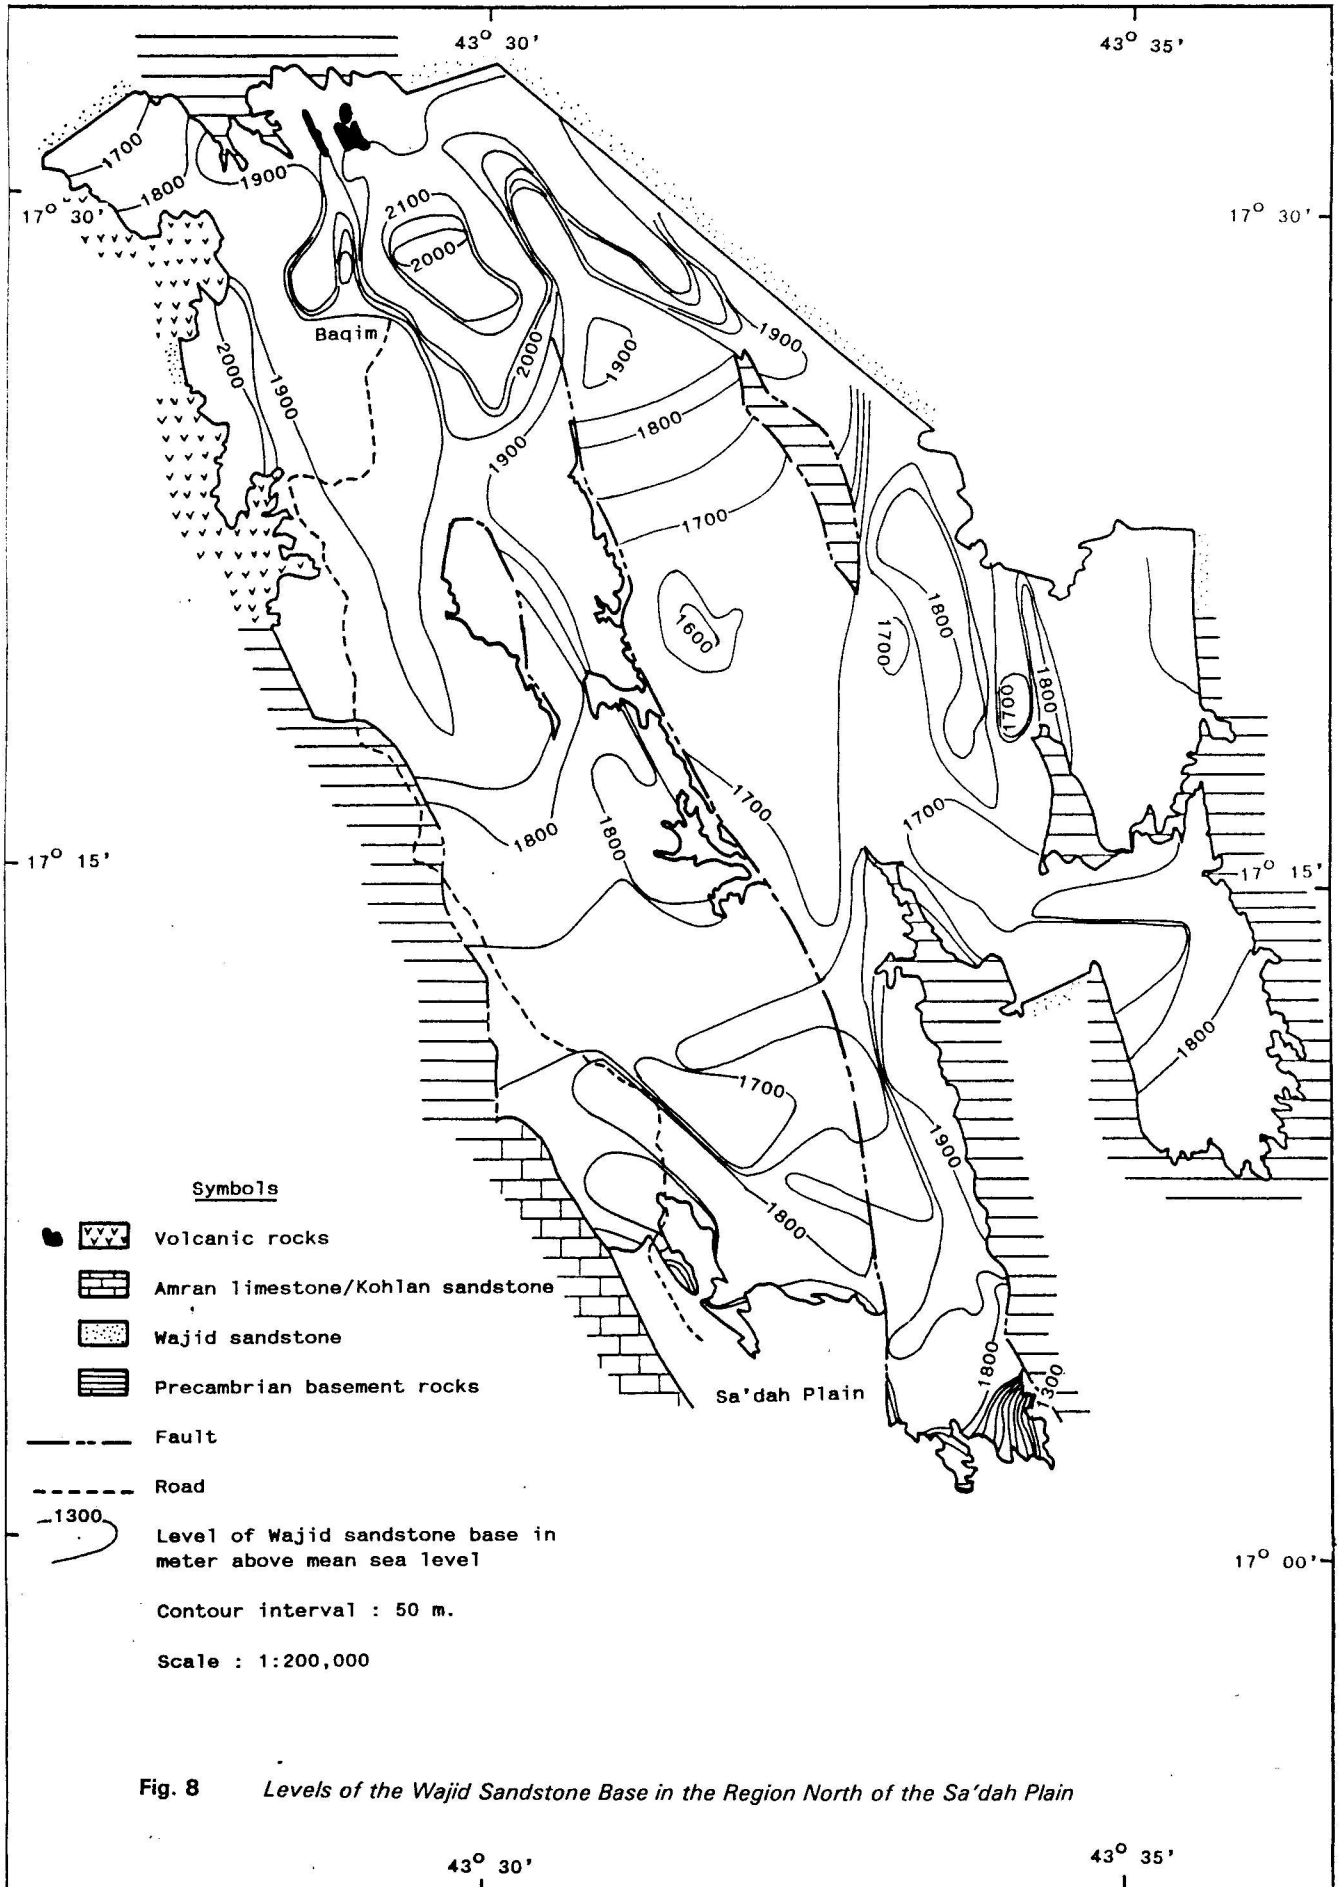 43° 30'
43° 35'
1700
1800
1900
2100
2000
17° 30'
17° 30'
Baqim
2000
1900
2000
1900
1900
1800
1900
1700
1600
1800
1700
1700
1800
1700
1700
1800
1800
17° 15'
17° 15'
1800
1700
1900
1800
1800
1300
Sa'dah Plain
Symbols
Volcanic rocks
Amran limestone/Kohlan sandstone
Wajid sandstone
Precambrian basement rocks
Fault
Road
1300
Level of Wajid sandstone base in
meter above mean sea level
17° 00'
Contour interval : 50 m.
Scale : 1:200,000
Fig. 8 Levels of the Wajid Sandstone Base in the Region North of the Sa'dah Plain
43° 30'
43° 35'